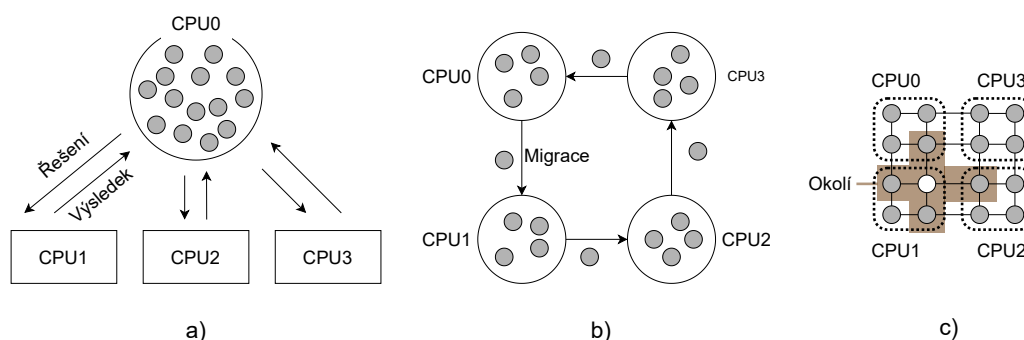 CPU0
Řešení
Výsledek
CPU1
CPU2
CPU3
a)
CPU0
CPU3
Migrace
CPU1
CPU2
b)
CPU0
CPU3
Okolí
CPU1
CPU2
c)